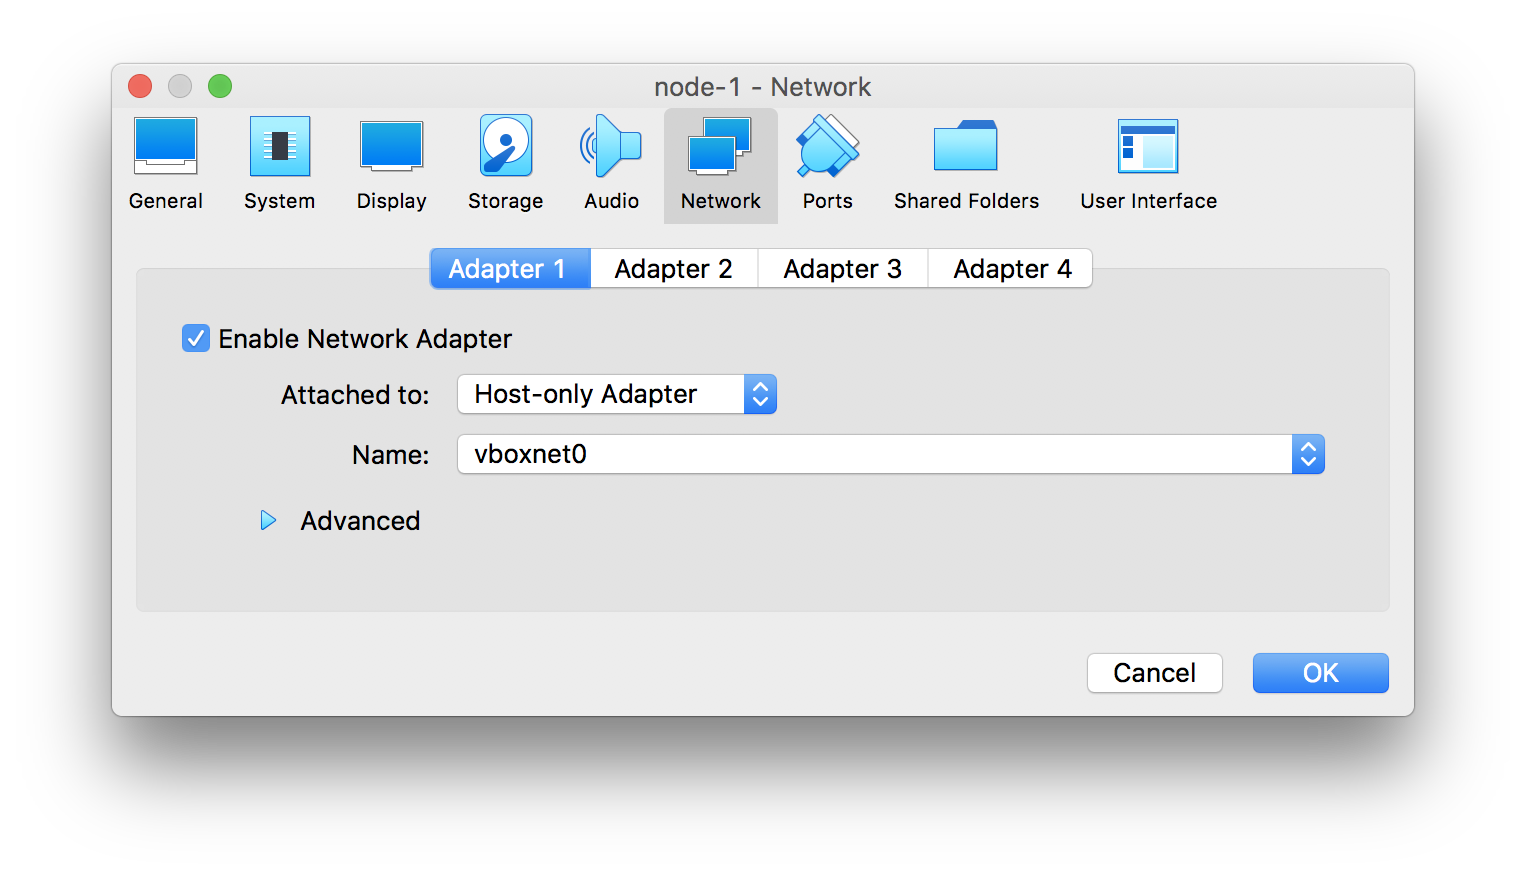 node-1 - Network
General System Display Storage Audio Network Ports Shared Folders User Interface
Adapter 1 Adapter 2 Adapter 3 Adapter 4
Enable Network Adapter
Attached to: Host-only Adapter
Name: vboxnet0
Advanced
Cancel OK